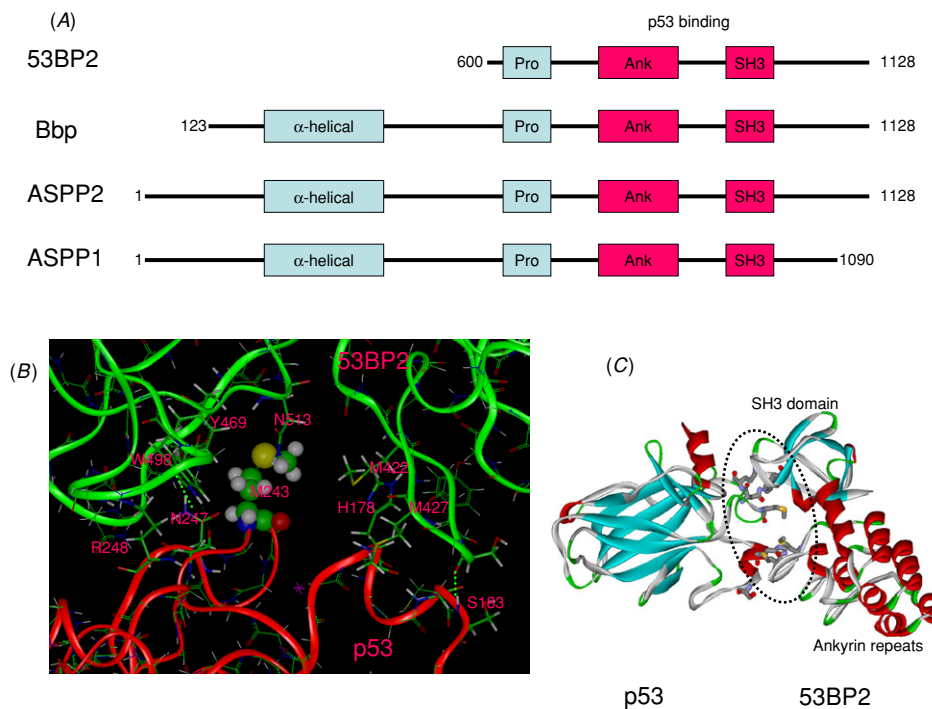 (A)
p53 binding
53BP2
600 Pro Ank SH3 1128
Bbp
123 α-helical Pro Ank SH3 1128
ASPP2
1 α-helical Pro Ank SH3 1128
ASPP1
1 α-helical Pro Ank SH3 1090
(B)
53BP2
Y469 N513
W498
M422
M243
H178 M427
N247
R248
*
S183
p53
(C)
SH3 domain
Ankyrin repeats
p53 53BP2